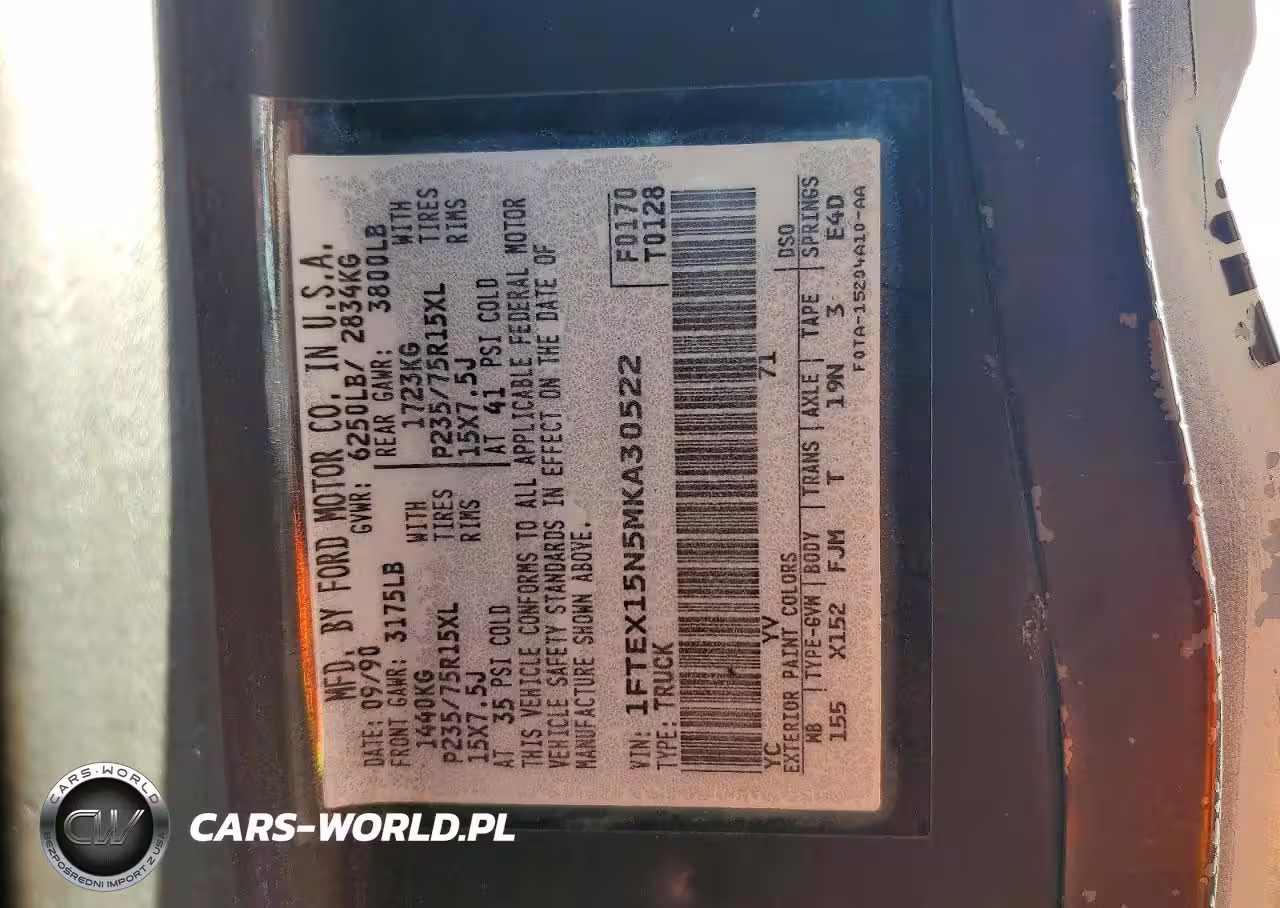 MFD. BY FORD MOTOR CO. IN U.S.A.
DATE: 09/90 GVWR: 6250LB/ 2834KG
FRONT GAWR: 3175LB REAR GAWR: 3800LB
1440KG WITH 1723KG WITH
P235/75R15XL TIRES P235/75R15XL TIRES
15X7.5J RIMS 15X7.5J RIMS
AT 35 PSI COLD AT 41 PSI COLD
THIS VEHICLE CONFORMS TO ALL APPLICABLE FEDERAL MOTOR
VEHICLE SAFETY STANDARDS IN EFFECT ON THE DATE OF
MANUFACTURE SHOWN ABOVE.
F0170
VIN: 1FTEX15N5MKA30522 T0128
TYPE: TRUCK
YC YV 71
EXTERIOR PAINT COLORS DSO
WB TYPE-GVW BODY TRANS AXLE TAPE SPRINGS
155 X152 FJM T 19N 3 E4D
F0TA-15204A10-AA
CARS-WORLD
CW
BEZPOŚREDNI IMPORT Z USA
CARS-WORLD.PL